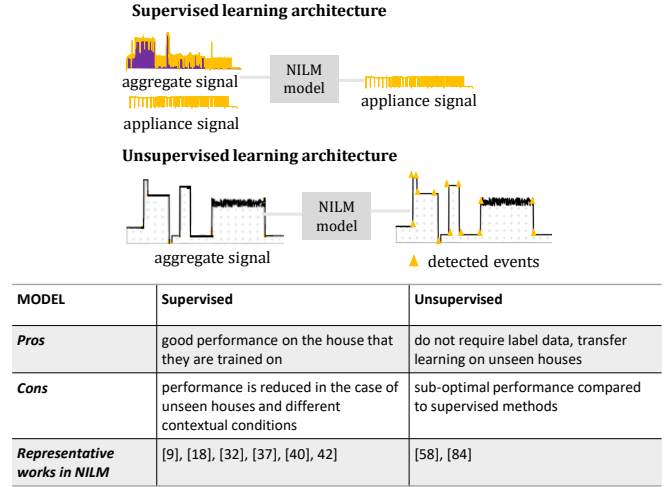 Supervised learning architecture
aggregate signal
NILM
model
appliance signal
appliance signal
Unsupervised learning architecture
NILM
model
aggregate signal
detected events
MODEL Supervised Unsupervised
Pros good performance on the house that do not require label data, transfer
they are trained on learning on unseen houses
Cons performance is reduced in the case of sub-optimal performance compared
unseen houses and different to supervised methods
contextual conditions
Representative [9], [18], [32], [37], [40], 42] [58], [84]
works in NILM